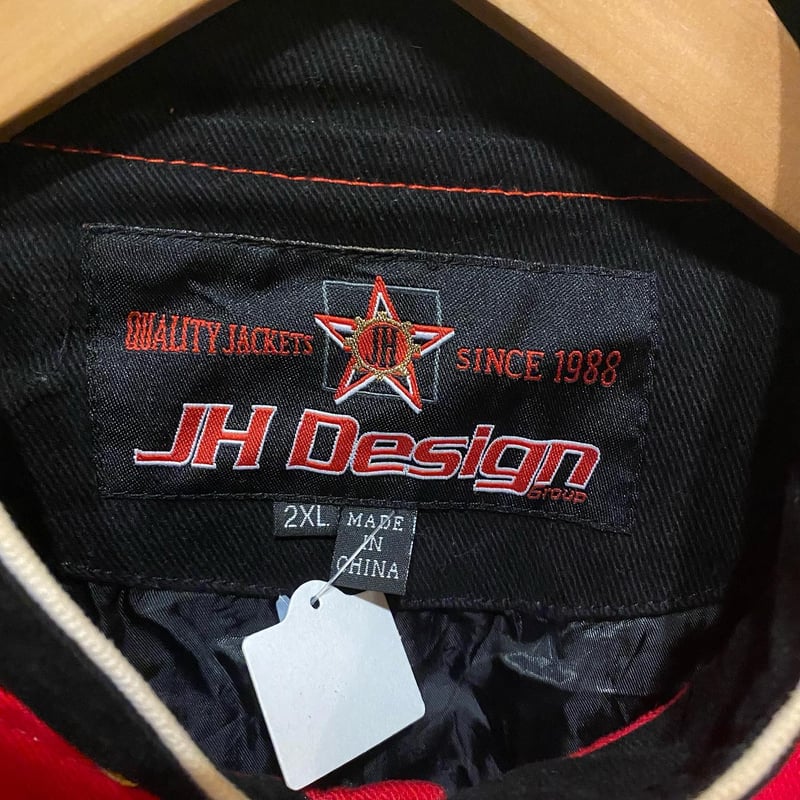 QUALITY JACKETS
JH
SINCE 1988
JH Design
Group
2XL
MADE
IN
CHINA